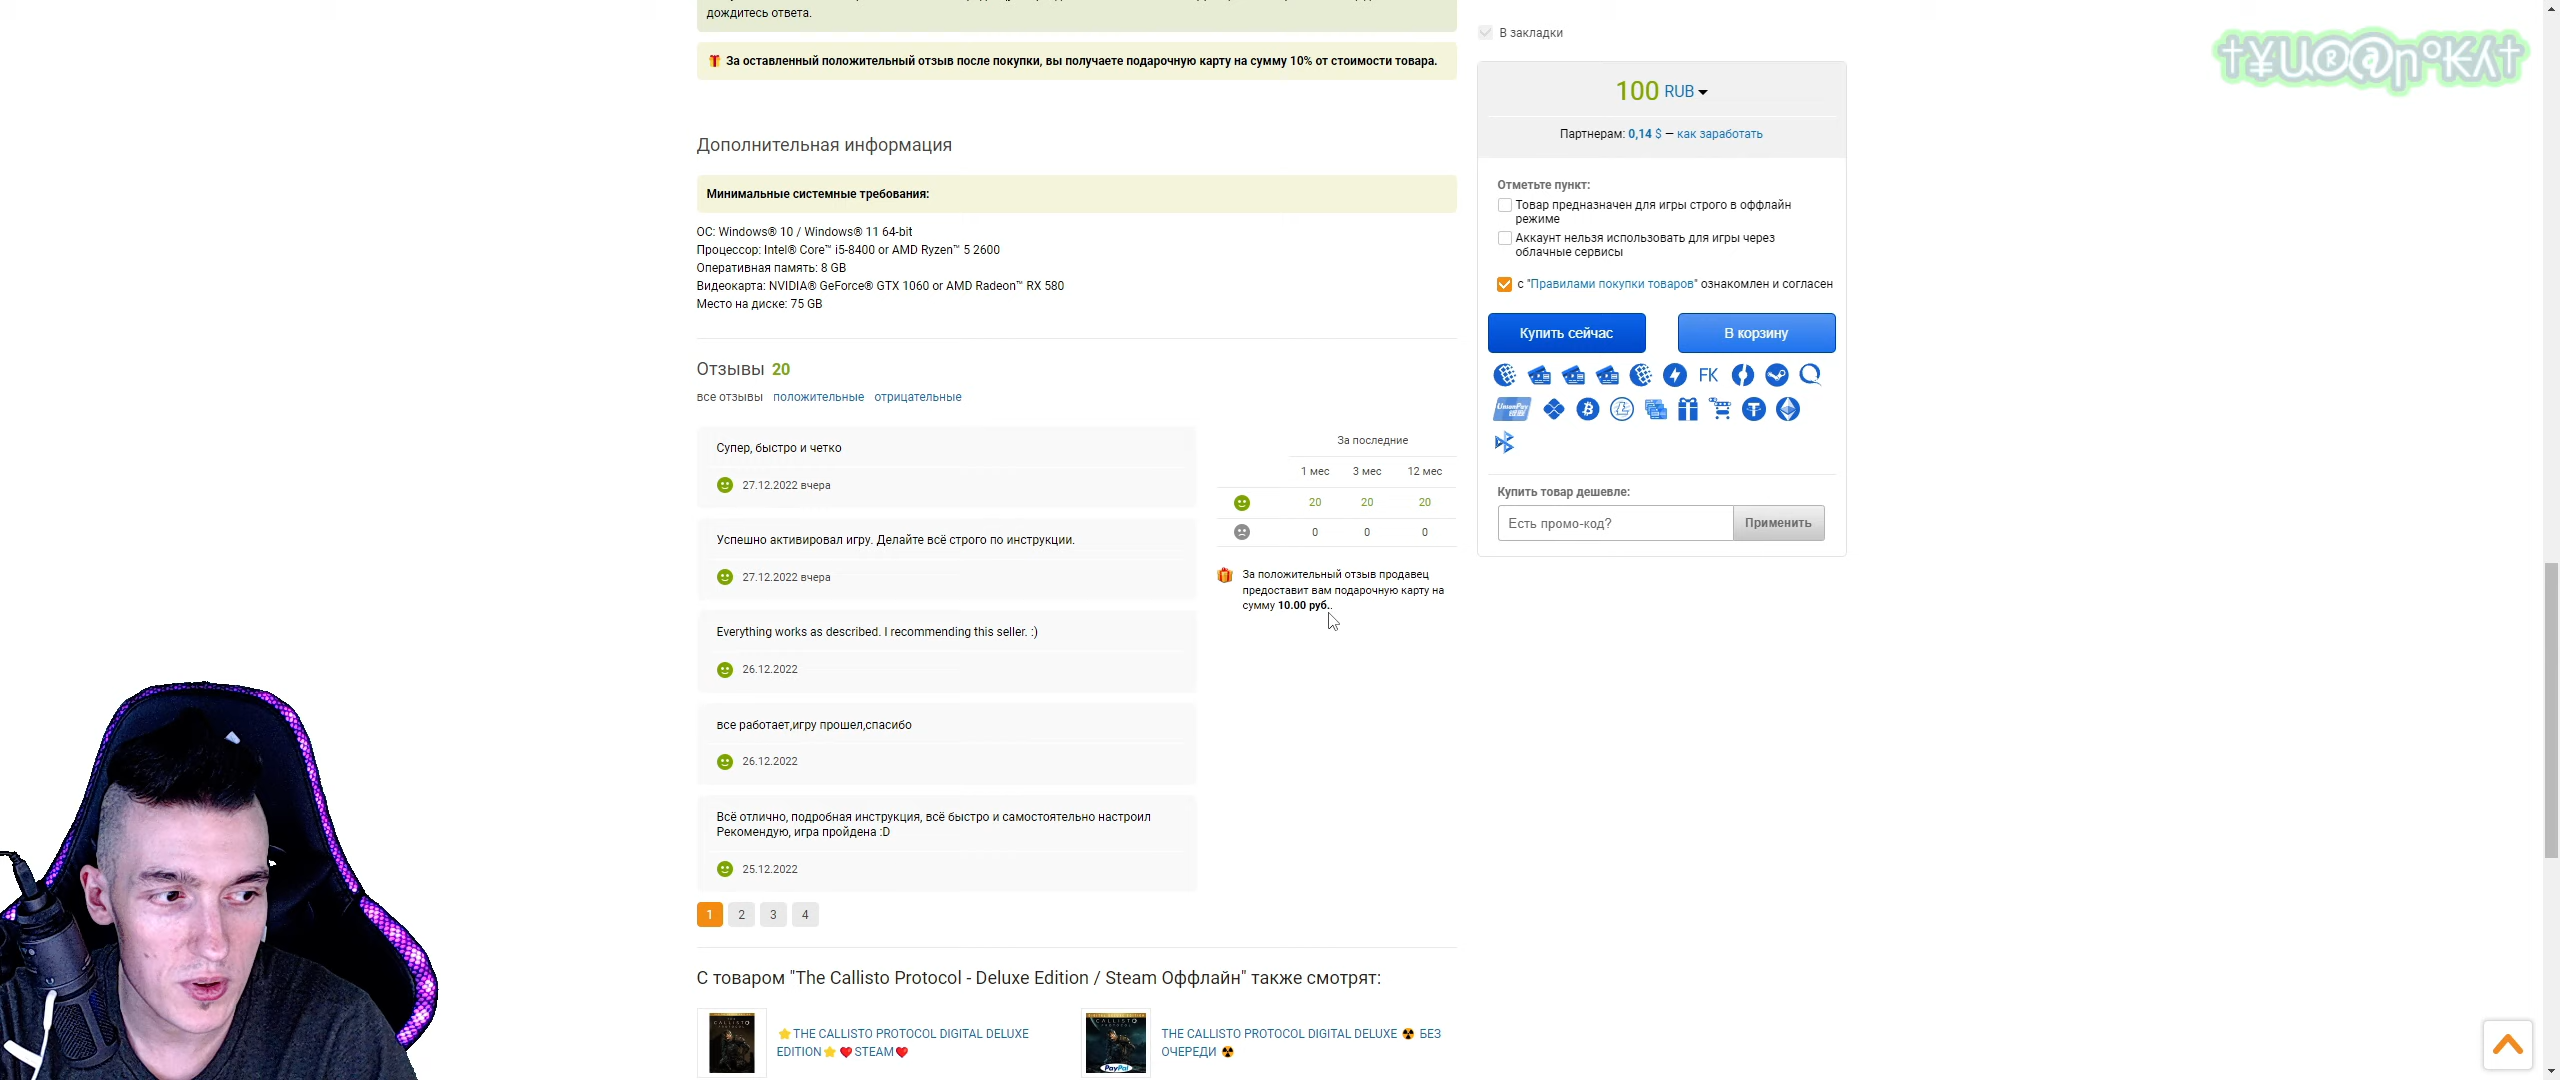 дождитесь ответа.
За оставленный положительный отзыв после покупки, вы получаете подарочную карту на сумму 10% от стоимости товара.
Дополнительная информация
Минимальные системные требования:
ОС: Windows® 10 / Windows® 11 64-bit
Процессор: Intel® Core™ i5-8400 or AMD Ryzen™ 5 2600
Оперативная память: 8 GB
Видеокарта: NVIDIA® GeForce® GTX 1060 or AMD Radeon™ RX 580
Место на диске: 75 GB
Отзывы 20
все отзывы положительные отрицательные
Супер, быстро и четко
27.12.2022 вчера
Успешно активировал игру. Делайте всё строго по инструкции.
27.12.2022 вчера
Everything works as described. I recommending this seller. :)
26.12.2022
все работает,игру прошел,спасибо
26.12.2022
Всё отлично, подробная инструкция, всё быстро и самостоятельно настроил
Рекомендую, игра пройдена :D
25.12.2022
1 2 3 4
За последние
1 мес 3 мес 12 мес
20 20 20
0 0 0
За положительный отзыв продавец
предоставит вам подарочную карту на
сумму 10.00 руб..
С товаром "The Callisto Protocol - Deluxe Edition / Steam Оффлайн" также смотрят:
THE CALLISTO PROTOCOL DIGITAL DELUXE
EDITION STEAM
CALLISTO
THE CALLISTO PROTOCOL DIGITAL DELUXE БЕЗ
ОЧЕРЕДИ
CALLISTO
PayPal
В закладки
100 RUB
Партнерам: 0,14 $ — как заработать
Отметьте пункт:
Товар предназначен для игры строго в оффлайн
режиме
Аккаунт нельзя использовать для игры через
облачные сервисы
с "Правилами покупки товаров" ознакомлен и согласен
Купить сейчас
В корзину
FK
UnionPay
Купить товар дешевле:
Есть промо-код?
Применить